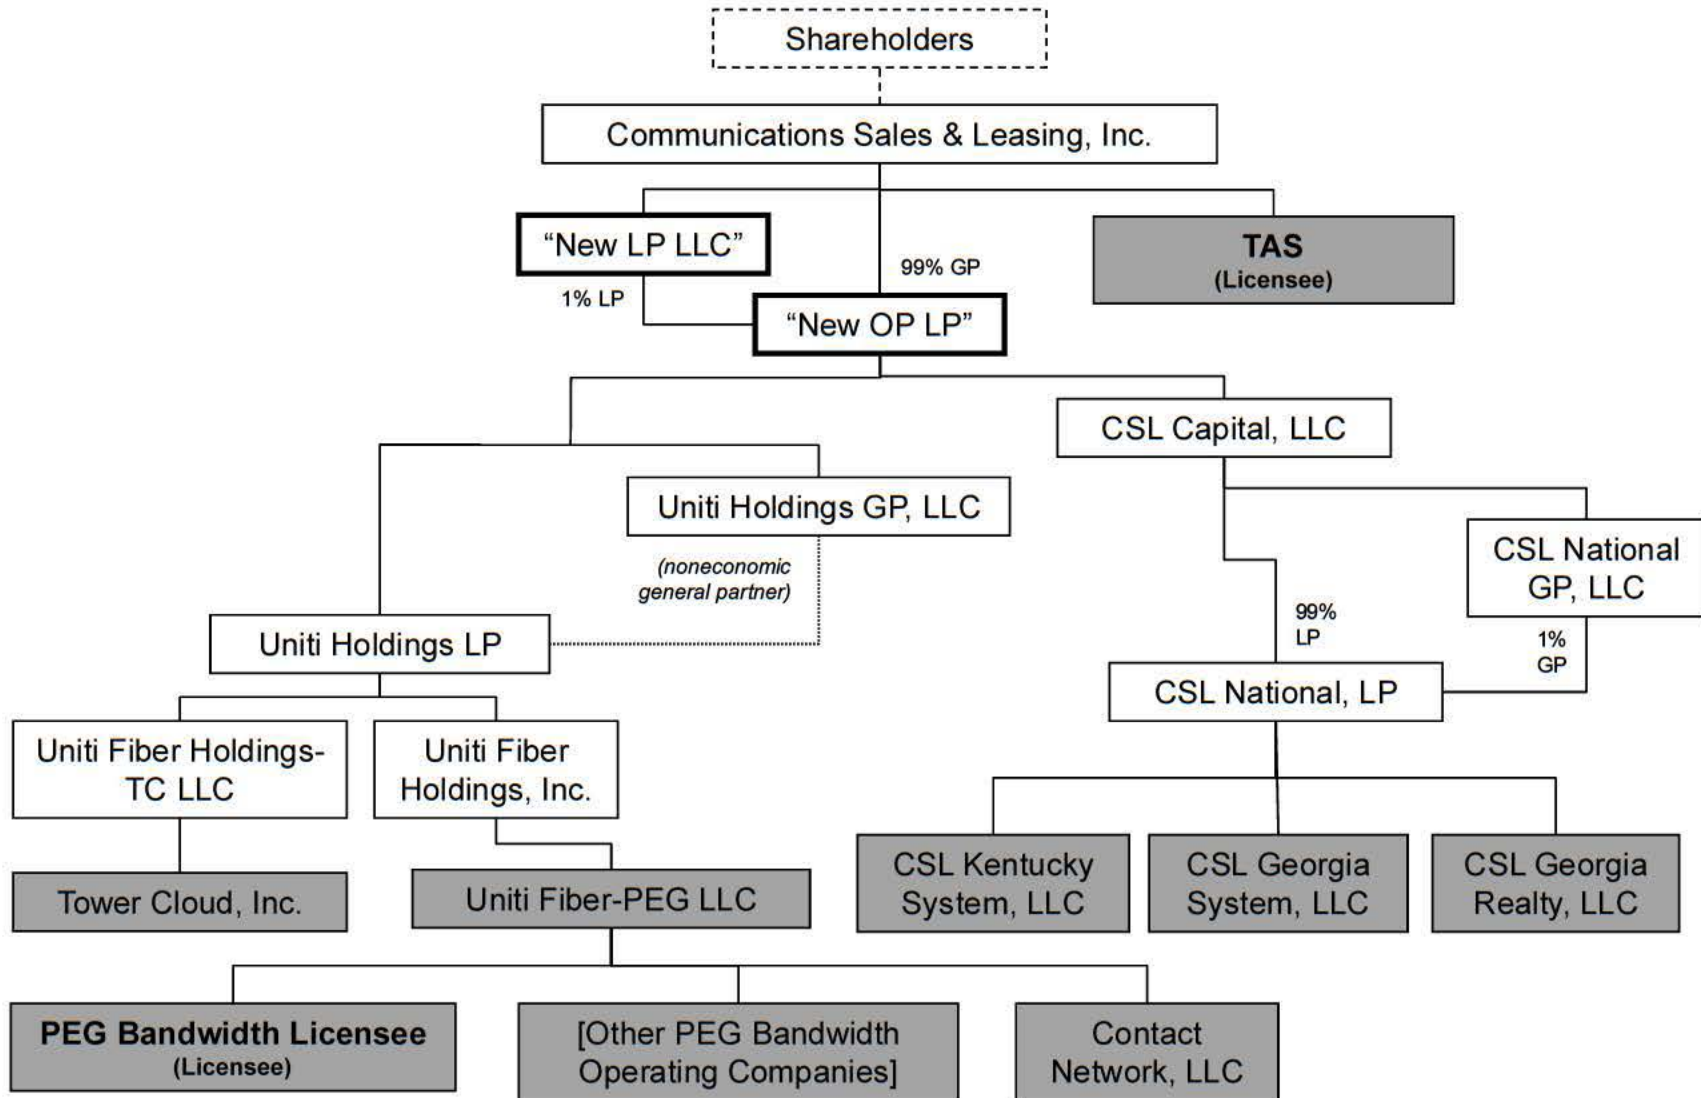 Shareholders
Communications Sales & Leasing, Inc.
“New LP LLC”
TAS
(Licensee)
99% GP
1% LP
“New OP LP”
CSL Capital, LLC
Uniti Holdings GP, LLC
(noneconomic
general partner)
CSL National
GP, LLC
99%
LP
1%
GP
Uniti Holdings LP
CSL National, LP
Uniti Fiber Holdings-
TC LLC
Uniti Fiber
Holdings, Inc.
Tower Cloud, Inc.
Uniti Fiber-PEG LLC
CSL Kentucky
System, LLC
CSL Georgia
System, LLC
CSL Georgia
Realty, LLC
PEG Bandwidth Licensee
(Licensee)
[Other PEG Bandwidth
Operating Companies]
Contact
Network, LLC